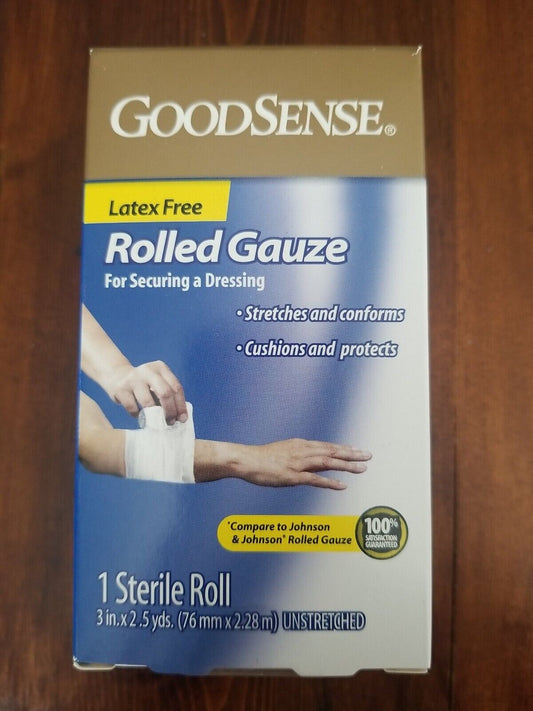 GOODSENSE®
Latex Free
Rolled Gauze
For Securing a Dressing
• Stretches and conforms
• Cushions and protects
*Compare to Johnson
& Johnson® Rolled Gauze
100%
SATISFACTION
GUARANTEED
1 Sterile Roll
3 in. x 2.5 yds. (76 mm x 2.28 m) UNSTRETCHED